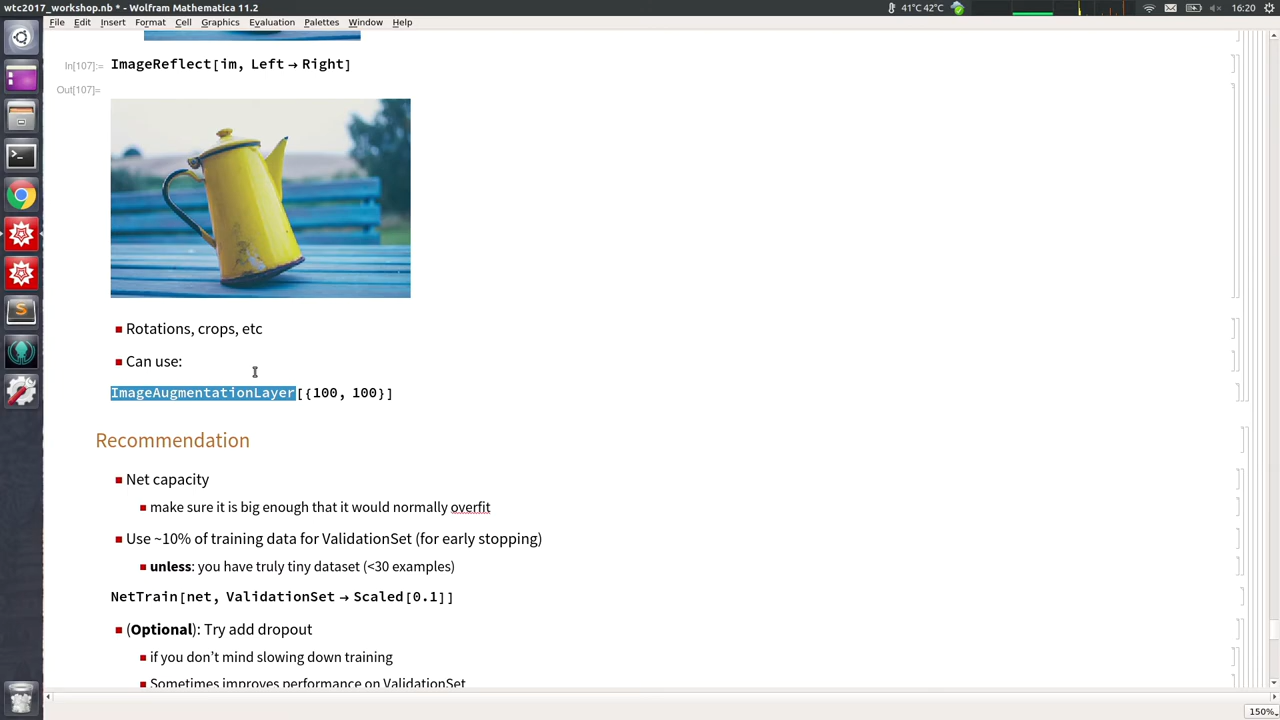 wtc2017_workshop.nb * - Wolfram Mathematica 11.2 41°C 42°C 16:20
File Edit Insert Format Cell Graphics Evaluation Palettes Window Help
In[107]:= ImageReflect[im, Left → Right]
Out[107]=
Rotations, crops, etc
Can use:
ImageAugmentationLayer[{100, 100}]
Recommendation
Net capacity
make sure it is big enough that it would normally overfit
Use ~10% of training data for ValidationSet (for early stopping)
unless: you have truly tiny dataset (<30 examples)
NetTrain[net, ValidationSet → Scaled[0.1]]
(Optional): Try add dropout
if you don’t mind slowing down training
Sometimes improves performance on ValidationSet
150%